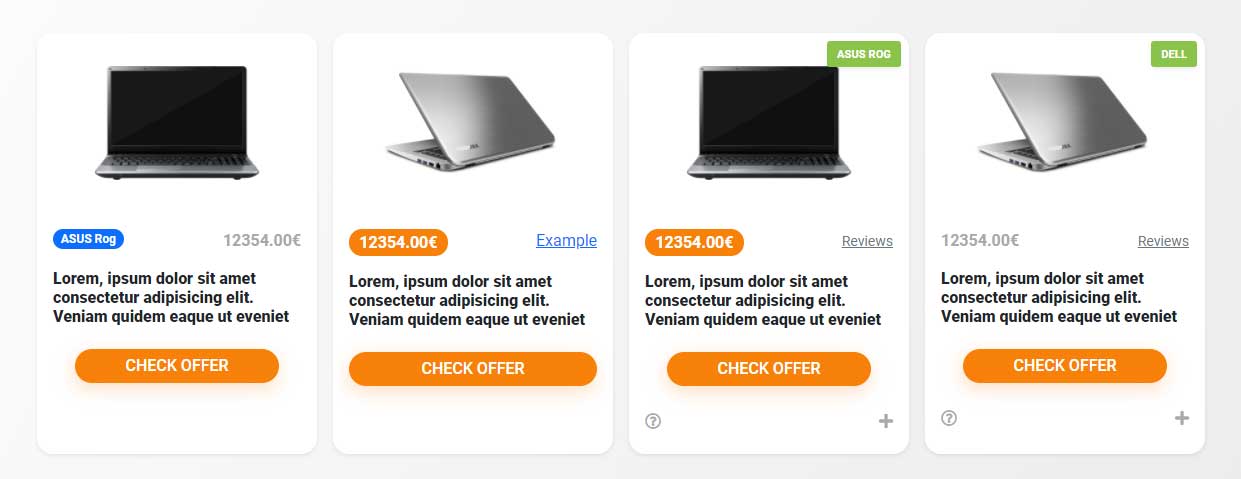 ASUS Rog 12354.00€
Lorem, ipsum dolor sit amet
consectetur adipisicing elit.
Veniam quidem eaque ut eveniet
CHECK OFFER
12354.00€ Example
Lorem, ipsum dolor sit amet
consectetur adipisicing elit.
Veniam quidem eaque ut eveniet
CHECK OFFER
ASUS ROG
12354.00€ Reviews
Lorem, ipsum dolor sit amet
consectetur adipisicing elit.
Veniam quidem eaque ut eveniet
CHECK OFFER
DELL
12354.00€ Reviews
Lorem, ipsum dolor sit amet
consectetur adipisicing elit.
Veniam quidem eaque ut eveniet
CHECK OFFER